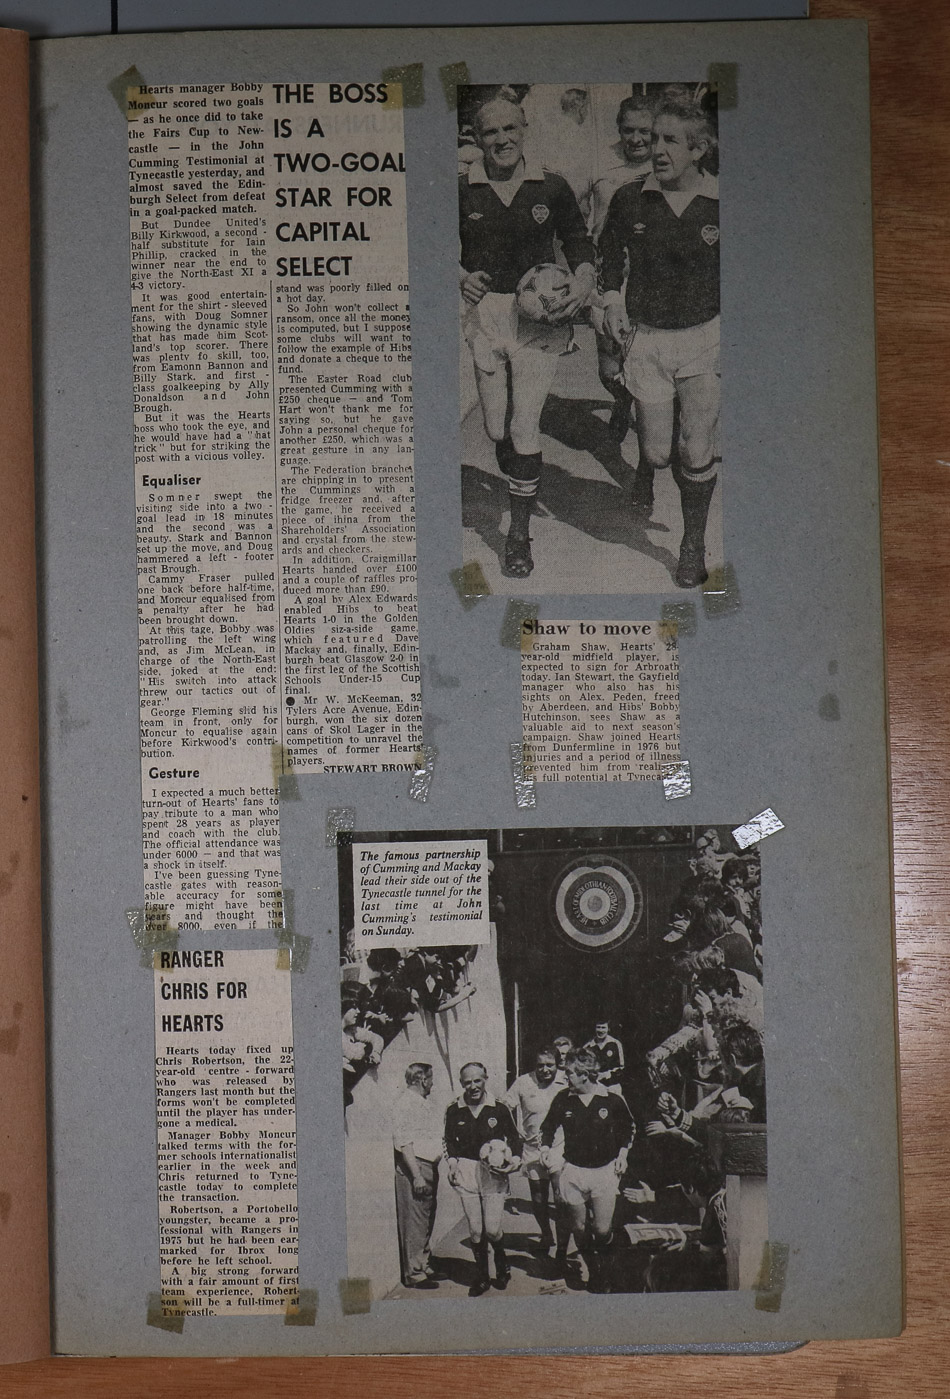 Hearts manager Bobby
Moncur scored two goals
— as he once did to take
the Fairs Cup to New-
castle — in the John
Cumming Testimonial at
Tynecastle yesterday, and
almost saved the Edin-
burgh Select from defeat
in a goal-packed match.
But Dundee United's
Billy Kirkwood, a second -
half substitute for Iain
Phillip, cracked in the
winner near the end to
give the North-East XI a
4-3 victory.
It was good entertain-
ment for the shirt - sleeved
fans, with Doug Somner
showing the dynamic style
that has made him Scot-
land's top scorer. There
was plenty fo skill, too,
from Eamonn Bannon and
Billy Stark, and first -
class goalkeeping by Ally
Donaldson and John
Brough.
But it was the Hearts
boss who took the eye, and
he would have had a "hat
trick" but for striking the
post with a vicious volley.
Equaliser
Somner swept the
visiting side into a two -
goal lead in 18 minutes
and the second was a
beauty. Stark and Bannon
set up the move, and Doug
hammered a left - footer
past Brough.
Cammy Fraser pulled
one back before half-time,
and Moncur equalised from
a penalty after he had
been brought down.
At this tage, Bobby was
patrolling the left wing
and, as Jim McLean, in
charge of the North-East
side, joked at the end:
"His switch into attack
threw our tactics out of
gear."
George Fleming slid his
team in front, only for
Moncur to equalise again
before Kirkwood's contri-
bution.
Gesture
I expected a much better
turn-out of Hearts' fans to
pay tribute to a man who
spent 28 years as player
and coach with the club.
The official attendance was
under 6000 — and that was
a shock in itself.
I've been guessing Tyne-
castle gates with reason-
able accuracy for some
figure might have been
years and thought the
over 8000, even if the
THE BOSS
IS A
TWO-GOAL
STAR FOR
CAPITAL
SELECT
stand was poorly filled on
a hot day.
So John won't collect a
ransom, once all the money
is computed, but I suppose
some clubs will want to
follow the example of Hibs
and donate a cheque to the
fund.
The Easter Road club
presented Cumming with a
£250 cheque — and Tom
Hart won't thank me for
saying so, but he gave
John a personal cheque for
another £250, which was a
great gesture in any lan-
guage.
The Federation branches
are chipping in to present
the Cummings with a
fridge freezer and, after
the game, he received a
piece of ihina from the
Shareholders' Association
and crystal from the stew-
ards and checkers.
In addition, Craigmillar
Hearts handed over £100
and a couple of raffles pro-
duced more than £90.
A goal by Alex Edwards
enabled Hibs to beat
Hearts 1-0 in the Golden
Oldies siz-a-side game,
which featured Dave
Mackay and, finally, Edin-
burgh beat Glasgow 2-0 in
the first leg of the Scottish
Schools Under-15 Cup
final.
● Mr W. McKeeman, 32
Tylers Acre Avenue, Edin-
burgh, won the six dozen
cans of Skol Lager in the
competition to unravel the
names of former Hearts'
players.
STEWART BROWN
Shaw to move
Graham Shaw, Hearts' 28-
year-old midfield player, is
expected to sign for Arbroath
today. Ian Stewart, the Gayfield
manager who also has his
sights on Alex. Peden, freed
by Aberdeen, and Hibs' Bobby
Hutchinson, sees Shaw as a
valuable aid to next season's
campaign. Shaw joined Hearts
from Dunfermline in 1976 but
injuries and a period of illness
prevented him from
his full potential at Tynecastle
The famous partnership
of Cumming and Mackay
lead their side out of the
Tynecastle tunnel for the
last time at John
Cumming's testimonial
on Sunday.
RANGER
CHRIS FOR
HEARTS
Hearts today fixed up
Chris Robertson, the 22-
year-old centre - forward
who was released by
Rangers last month but the
forms won't be completed
until the player has under-
gone a medical.
Manager Bobby Moncur
talked terms with the for-
mer schools internationalist
earlier in the week and
Chris returned to Tyne-
castle today to complete
the transaction.
Robertson, a Portobello
youngster, became a pro-
fessional with Rangers in
1975 but he had been ear-
marked for Ibrox long
before he left school.
A big strong forward
with a fair amount of first
team experience, Robert-
son will be a full-timer at
Tynecastle.